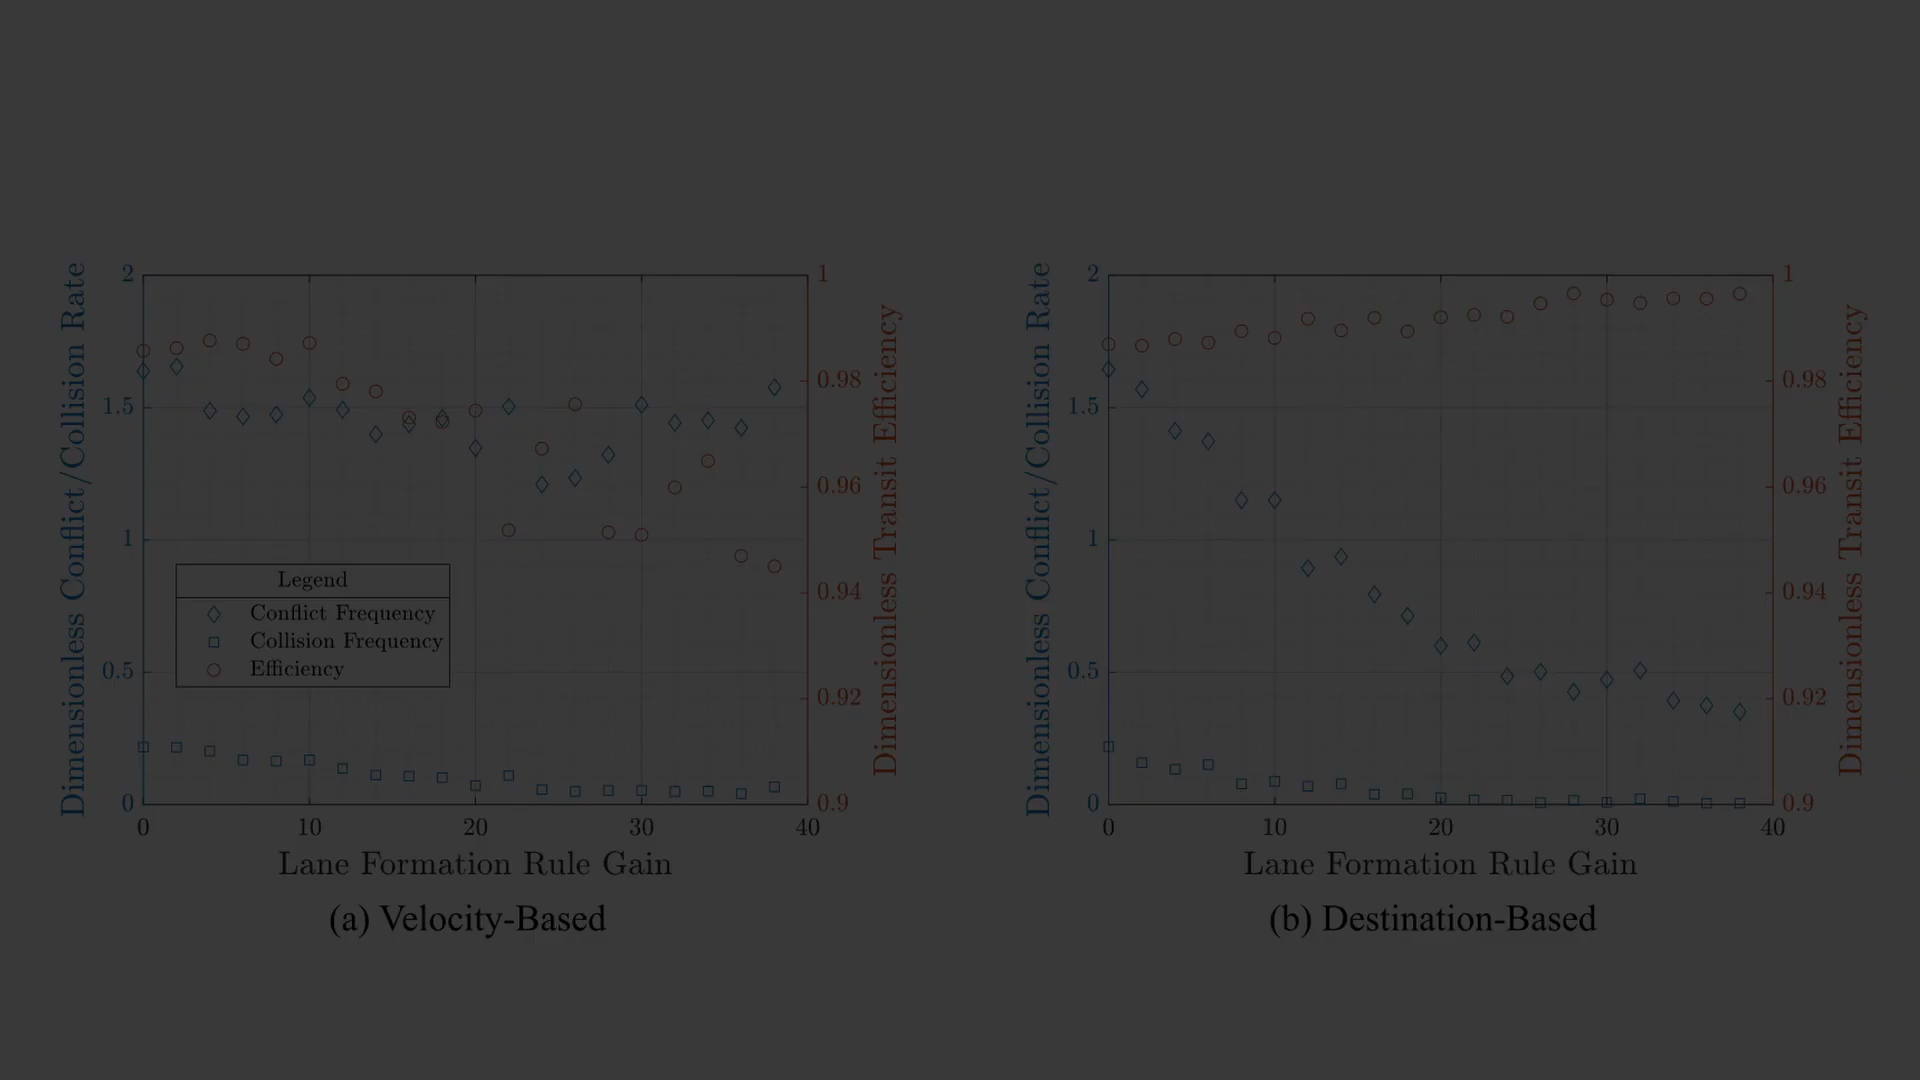 Dimensionless Conflict/Collision Rate
2
1.5
1
0.5
0
0
10
20
30
40
1
0.98
0.96
0.94
0.92
0.9
Dimensionless Transit Efficiency
Legend
Conflict Frequency
Collision Frequency
Efficiency
Lane Formation Rule Gain
(a) Velocity-Based
Dimensionless Conflict/Collision Rate
2
1.5
1
0.5
0
0
10
20
30
40
1
0.98
0.96
0.94
0.92
0.9
Dimensionless Transit Efficiency
Lane Formation Rule Gain
(b) Destination-Based